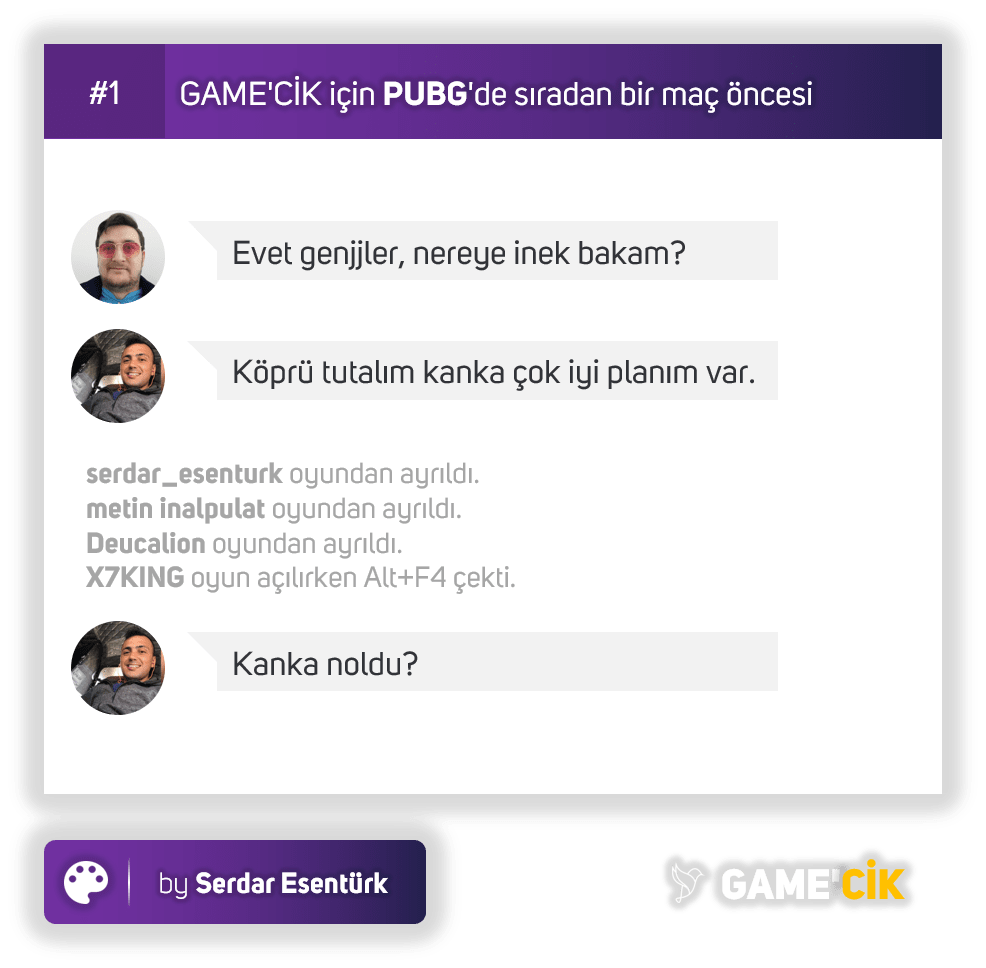 #1
GAME'CİK için PUBG'de sıradan bir maç öncesi
Evet genjjler, nereye inek bakam?
Köprü tutalım kanka çok iyi planım var.
serdar_esenturk oyundan ayrıldı.
metin inalpulat oyundan ayrıldı.
Deucalion oyundan ayrıldı.
X7KING oyun açılırken Alt+F4 çekti.
Kanka noldu?
by Serdar Esentürk
GAME'CİK